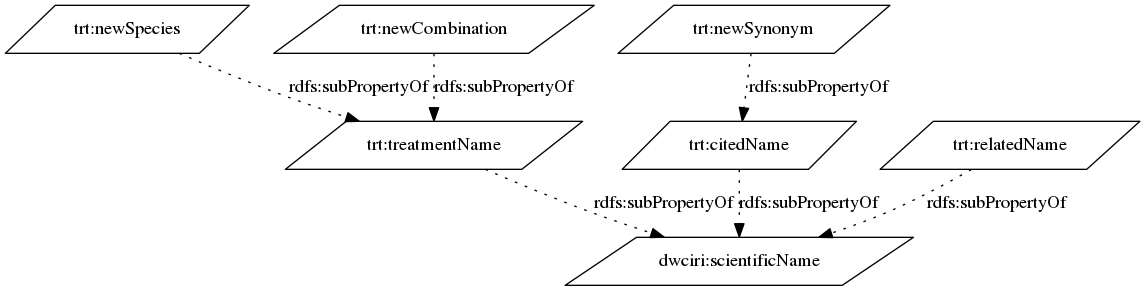 trt:newSpecies
trt:newCombination
trt:newSynonym
rdfs:subPropertyOf
rdfs:subPropertyOf
rdfs:subPropertyOf
trt:treatmentName
trt:citedName
trt:relatedName
rdfs:subPropertyOf
rdfs:subPropertyOf
rdfs:subPropertyOf
dwciri:scientificName